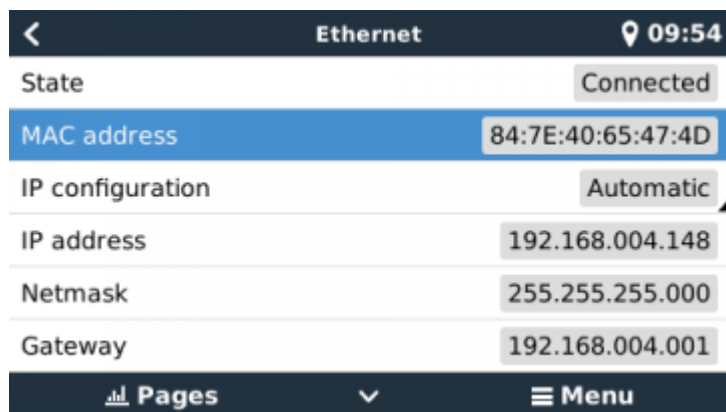 Ethernet 09:54
State Connected
MAC address 84:7E:40:65:47:4D
IP configuration Automatic
IP address 192.168.004.148
Netmask 255.255.255.000
Gateway 192.168.004.001
Pages Menu